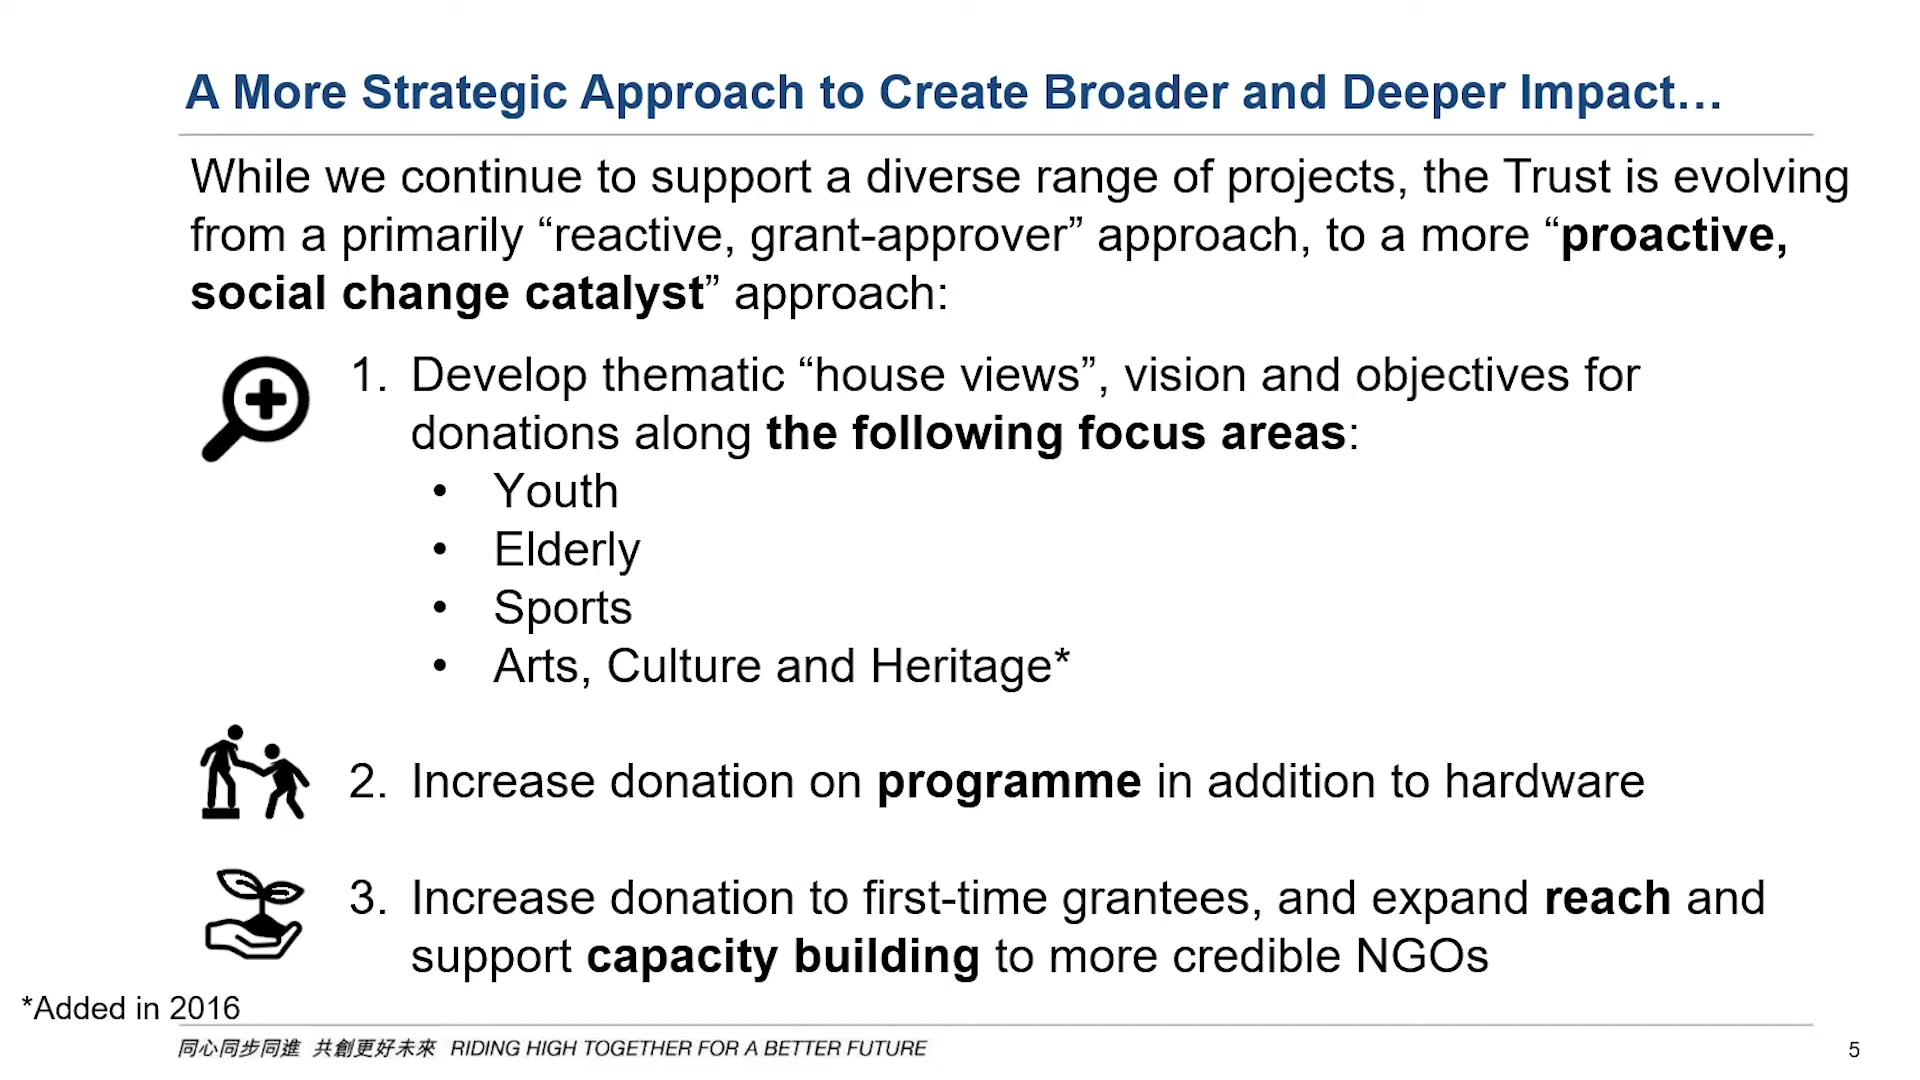 A More Strategic Approach to Create Broader and Deeper Impact…
While we continue to support a diverse range of projects, the Trust is evolving
from a primarily “reactive, grant-approver” approach, to a more “proactive,
social change catalyst” approach:
1. Develop thematic “house views”, vision and objectives for
donations along the following focus areas:
• Youth
• Elderly
• Sports
• Arts, Culture and Heritage*
2. Increase donation on programme in addition to hardware
3. Increase donation to first-time grantees, and expand reach and
support capacity building to more credible NGOs
*Added in 2016
同心同步同進 共創更好未來 RIDING HIGH TOGETHER FOR A BETTER FUTURE
5